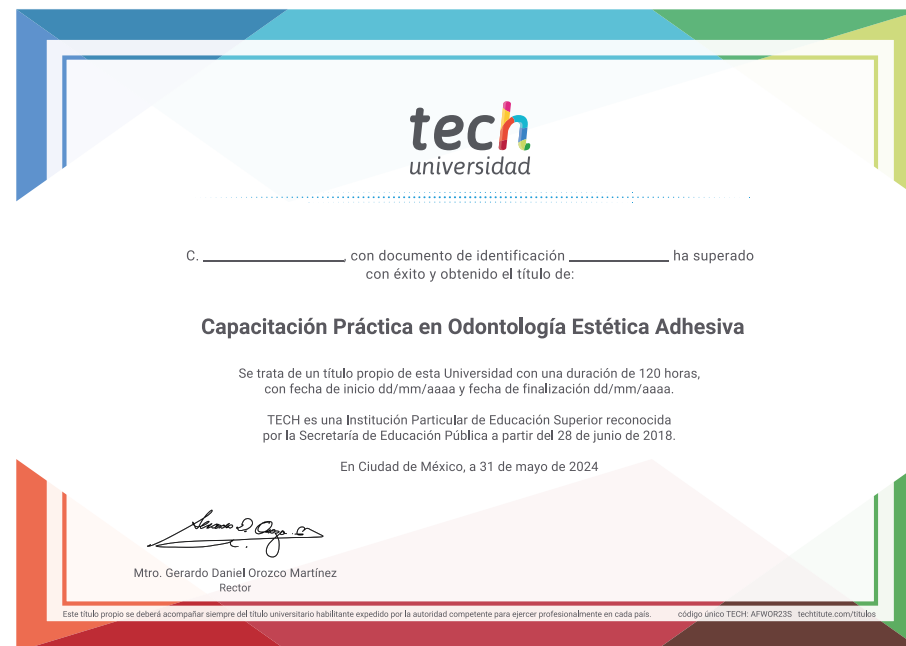 tech
universidad
C. ____________, con documento de identificación ____________ ha superado
con éxito y obtenido el título de:
Capacitación Práctica en Odontología Estética Adhesiva
Se trata de un título propio de esta Universidad con una duración de 120 horas,
con fecha de inicio dd/mm/aaaa y fecha de finalización dd/mm/aaaa.
TECH es una Institución Particular de Educación Superior reconocida
por la Secretaría de Educación Pública a partir del 28 de junio de 2018.
En Ciudad de México, a 31 de mayo de 2024
Mtro. Gerardo Daniel Orozco Martínez
Rector
Este título propio se deberá acompañar siempre del título universitario habilitante expedido por la autoridad competente para ejercer profesionalmente en cada país. código único TECH: AFWOR23S techtitute.com/titulos